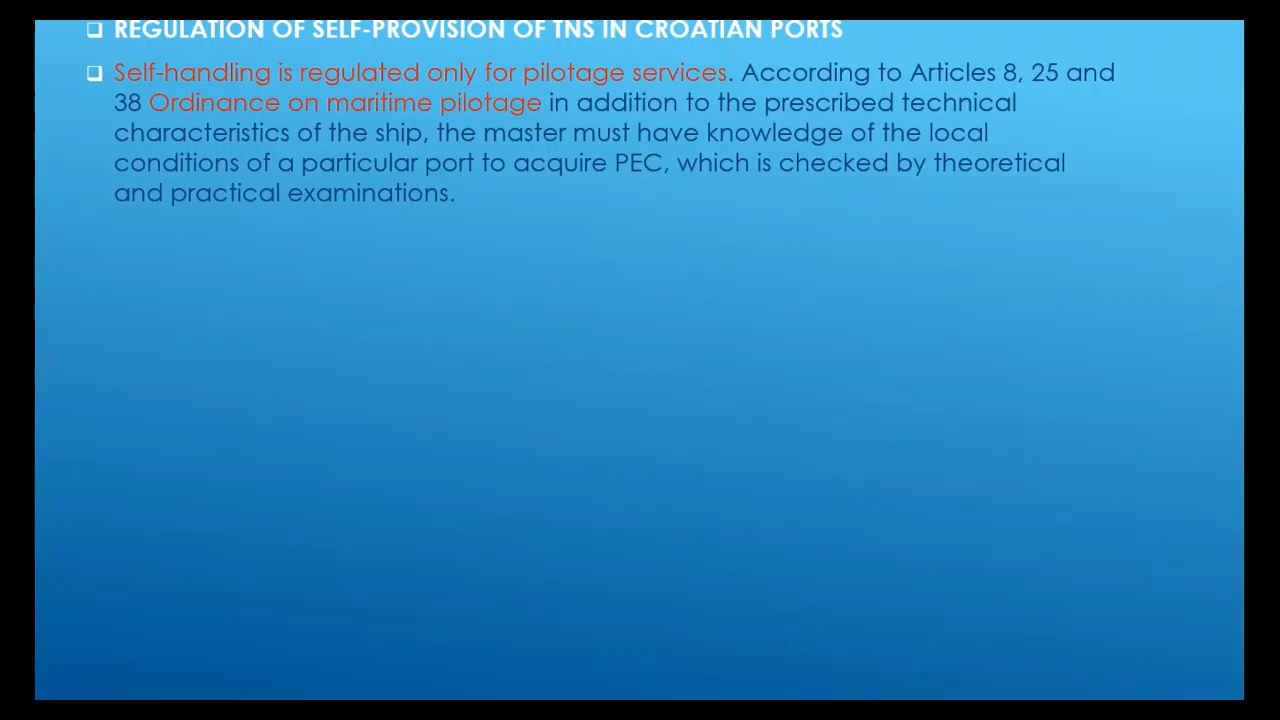 ❑ REGULATION OF SELF-PROVISION OF TNS IN CROATIAN PORTS
❑ Self-handling is regulated only for pilotage services. According to Articles 8, 25 and
38 Ordinance on maritime pilotage in addition to the prescribed technical
characteristics of the ship, the master must have knowledge of the local
conditions of a particular port to acquire PEC, which is checked by theoretical
and practical examinations.